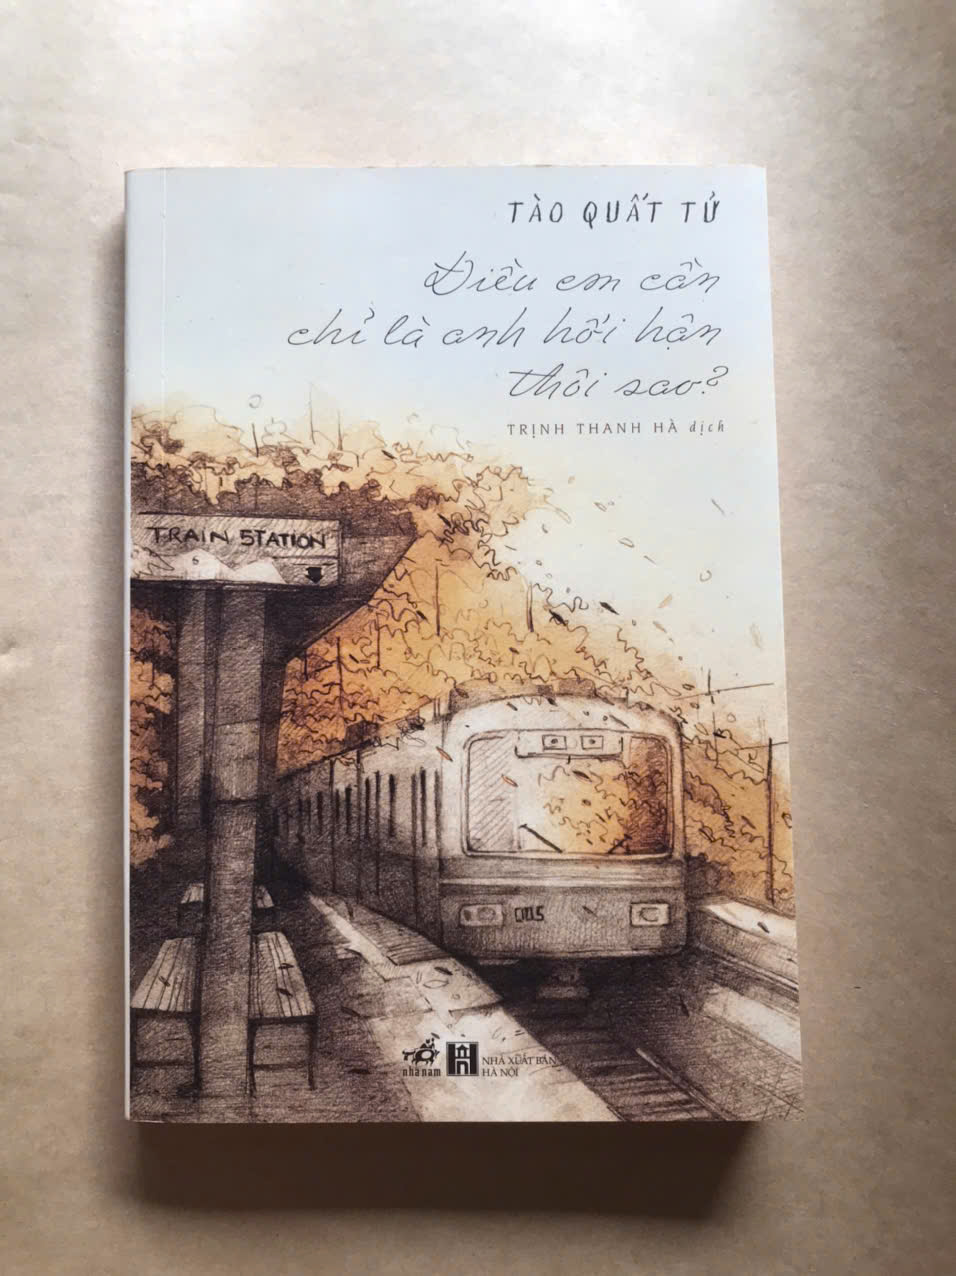 TÀO QUẤT TỬ
Điều em cần
chỉ là anh hối hận
thôi sao?
TRỊNH THANH HÀ dịch
TRAIN STATION
nhã nam
NHÀ XUẤT BẢN
HÀ NỘI